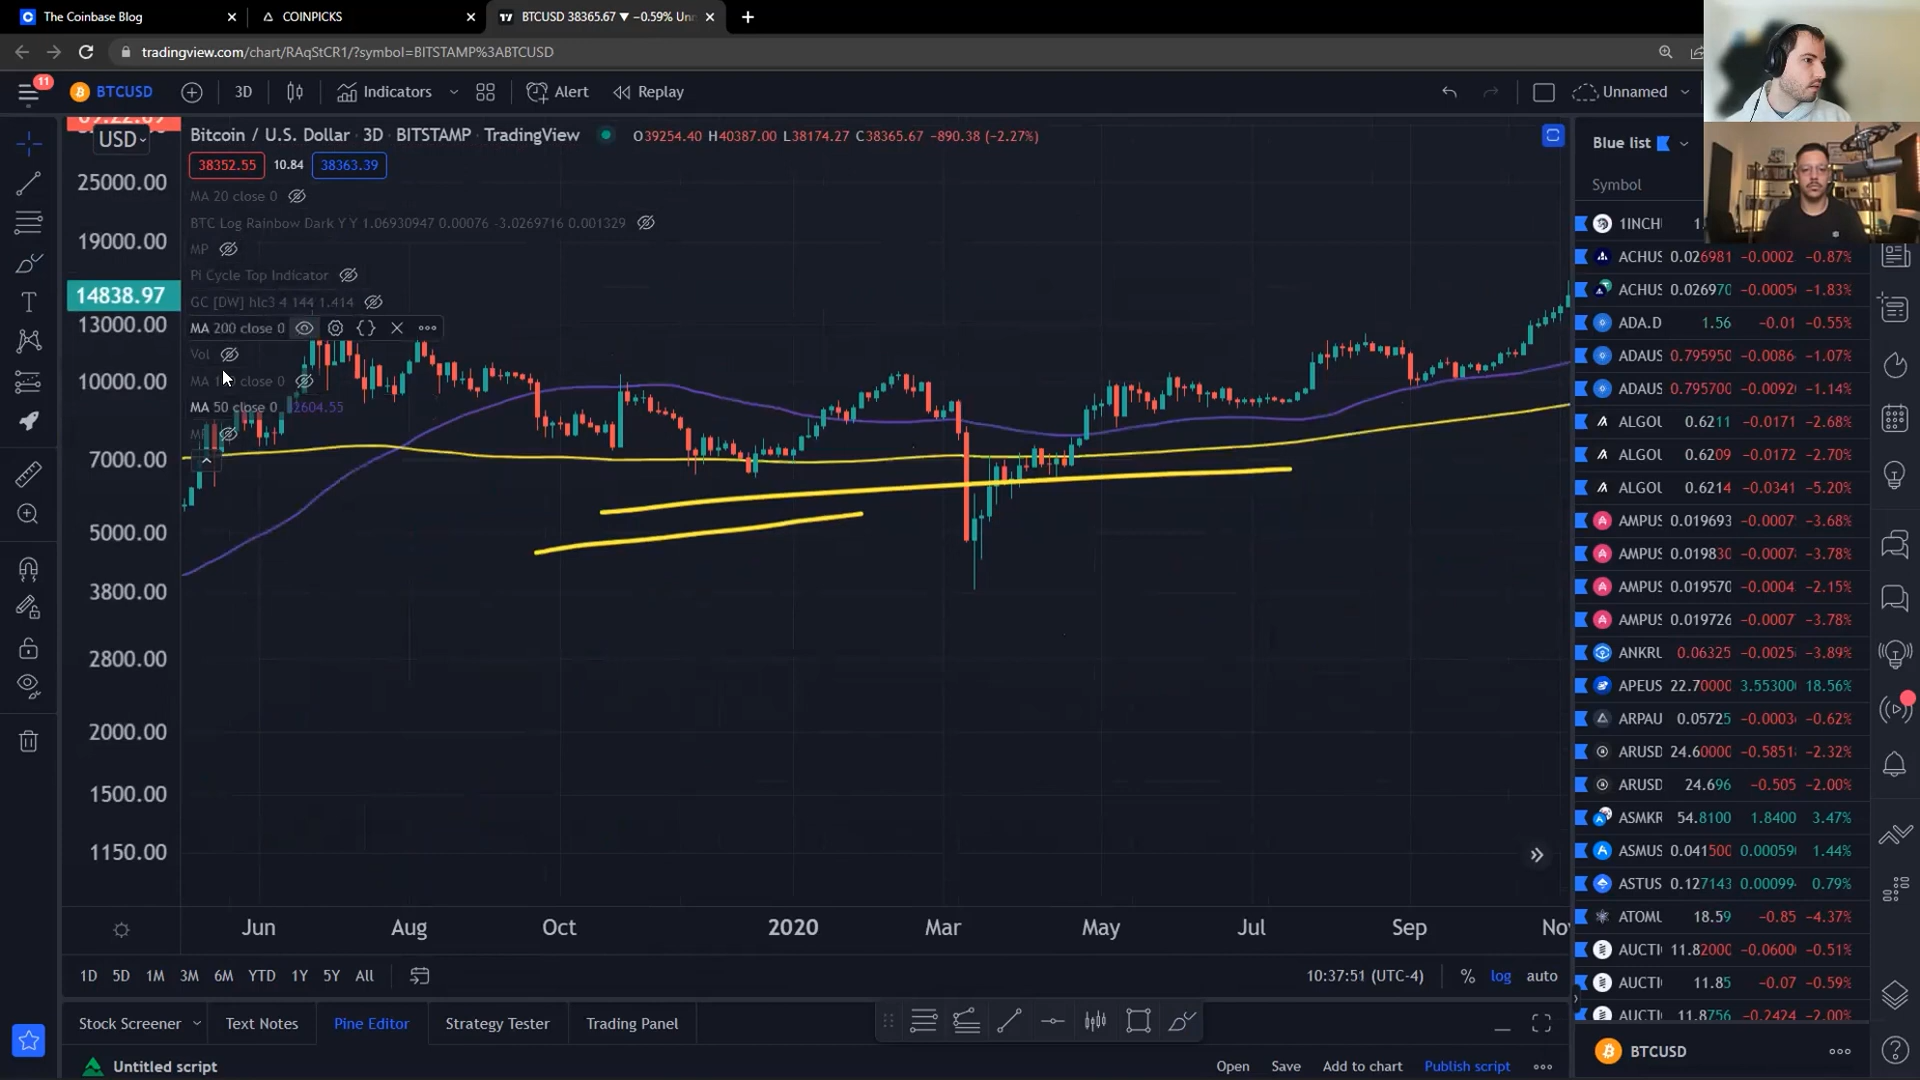 The Coinbase Blog
COINPICKS
BTCUSD 38365.67 ▼ −0.59% Un
tradingview.com/chart/RAqStCR1/?symbol=BITSTAMP%3ABTCUSD
11
BTCUSD
3D
Indicators
Alert
Replay
Unnamed
USD
Bitcoin / U.S. Dollar · 3D · BITSTAMP · TradingView
O39254.40 H40387.00 L38174.27 C38365.67 −890.38 (−2.27%)
38352.55 10.84 38363.39
MA 20 close 0
BTC Log Rainbow Dark Y Y 1.06930947 0.00076 -3.0269716 0.001329
MP
Pi Cycle Top Indicator
GC [DW] hlc3 4 144 1.414
MA 200 close 0
Vol
close 0
MA 50 close 0 2604.55
25000.00
19000.00
14838.97
13000.00
10000.00
7000.00
5000.00
3800.00
2800.00
2000.00
1500.00
1150.00
Jun Aug Oct 2020 Mar May Jul Sep No
1D 5D 1M 3M 6M YTD 1Y 5Y All
10:37:51 (UTC-4) % log auto
Stock Screener Text Notes Pine Editor Strategy Tester Trading Panel
Untitled script
Open Save Add to chart Publish script
Blue list
Symbol
1INCH 1.
ACHUS 0.026981 −0.0002 −0.87%
ACHUS 0.026970 −0.0005 −1.83%
ADA.D 1.56 −0.01 −0.55%
ADAUS 0.795950 −0.0086 −1.07%
ADAUS 0.795700 −0.0092 −1.14%
ALGOU 0.6211 −0.0171 −2.68%
ALGOU 0.6209 −0.0172 −2.70%
ALGOU 0.6214 −0.0341 −5.20%
AMPUS 0.019693 −0.0007 −3.68%
AMPUS 0.019830 −0.0007 −3.78%
AMPUS 0.019570 −0.0004 −2.15%
AMPUS 0.019726 −0.0007 −3.78%
ANKRU 0.06325 −0.0025 −3.89%
APEUS 22.70000 3.55300 18.56%
ARPAU 0.05725 −0.0003 −0.62%
ARUSD 24.60000 −0.5851 −2.32%
ARUSD 24.696 −0.505 −2.00%
ASMKR 54.8100 1.8400 3.47%
ASMUS 0.041500 0.00059 1.44%
ASTUS 0.127143 0.00099 0.79%
ATOMU 18.59 −0.85 −4.37%
AUCTI 11.82000 −0.0600 −0.51%
AUCTI 11.85 −0.07 −0.59%
AUCTI 11.8756 −0.2424 −2.00%
BTCUSD